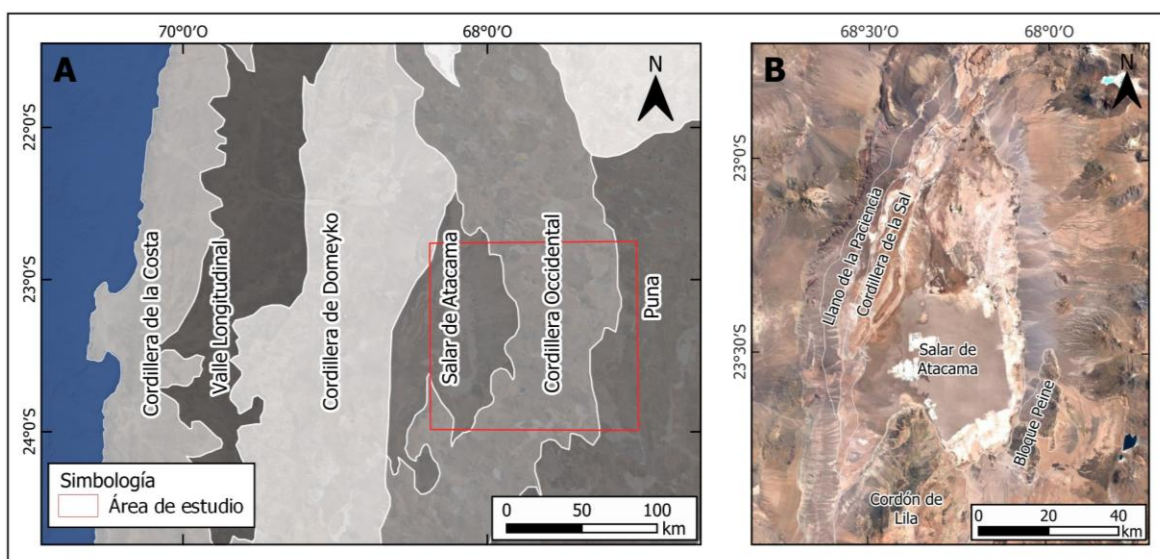 70°0'O
68°0'O
A
N
22°0'S
23°0'S
24°0'S
Cordillera de la Costa
Valle Longitudinal
Cordillera de Domeyko
Salar de Atacama
Cordillera Occidental
Puna
Simbología
Área de estudio
0 50 100
km
68°30'O
68°0'O
B
N
23°0'S
23°30'S
Llano de la Paciencia
Cordillera de la Sal
Salar de
Atacama
Bloque Peine
Cordón de
Lila
0 20 40
km